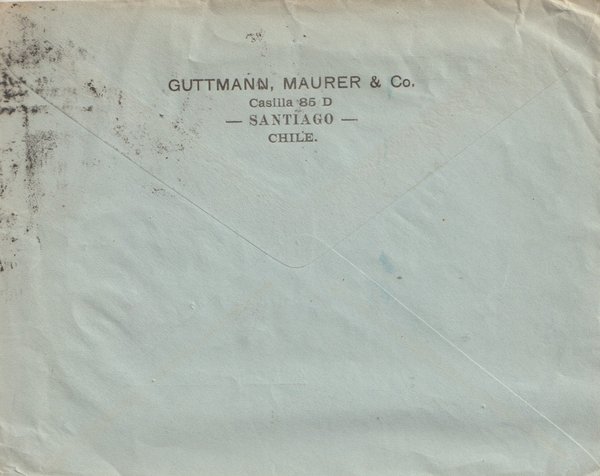 GUTTMANN, MAURER & Co.
Casilla 85 D
— SANTIAGO —
CHILE.